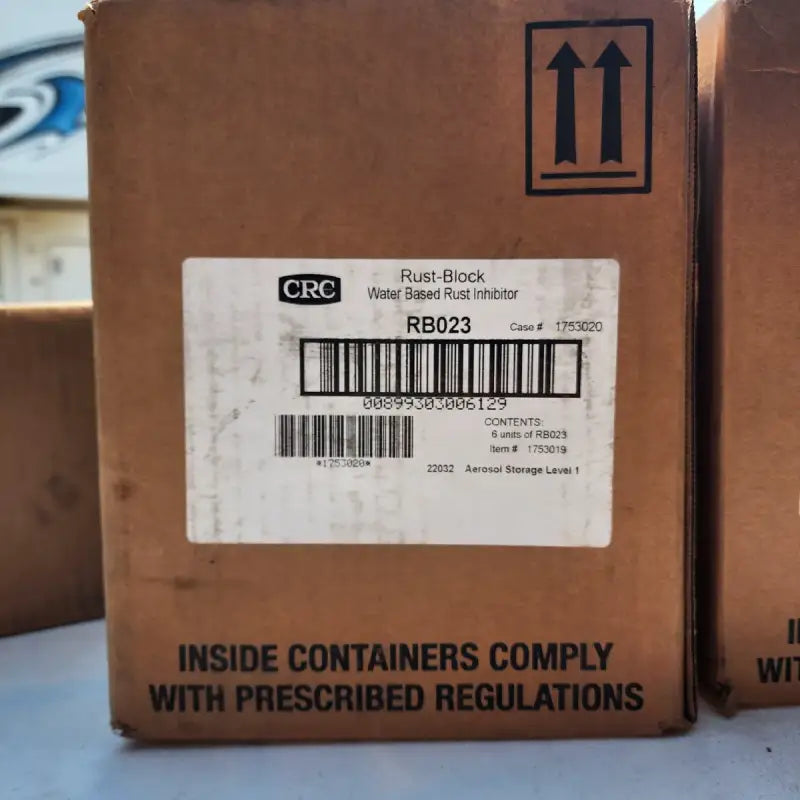 CRC
Rust-Block
Water Based Rust Inhibitor
RB023
Case # 1753020
00899303006129
CONTENTS:
6 units of RB023
Item # 1753019
*1753020*
22032 Aerosol Storage Level 1
INSIDE CONTAINERS COMPLY
WITH PRESCRIBED REGULATIONS